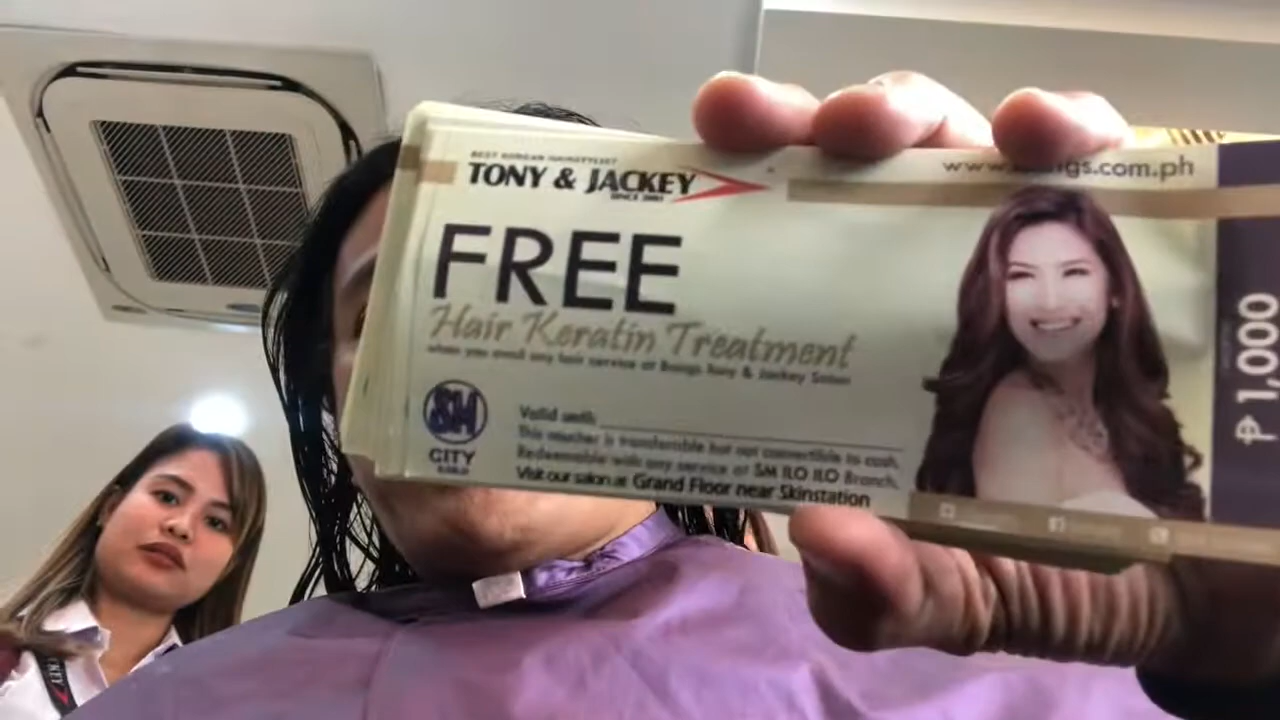 BEST KOREAN HAIRSTYLIST
TONY & JACKEY
SINCE 2001
www.ngs.com.ph
FREE
Hair Keratin Treatment
when you avail any hair service at Bangs Tony & Jackey Salon
₱ 1,000
SM
CITY
ILOILO
Valid until:
This voucher is transferable but not convertible to cash.
Redeemable with any service at SM ILO ILO Branch.
Visit our salon at Grand Floor near Skinstation
KEY